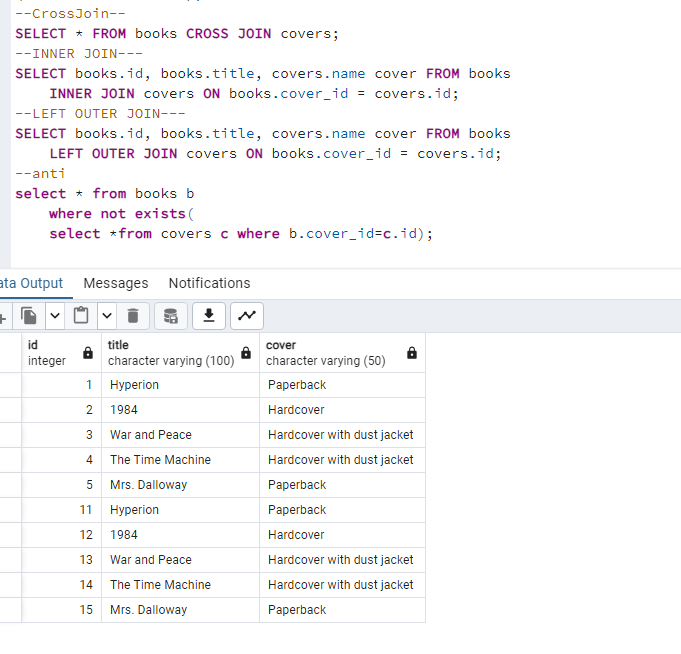 --CrossJoin--
SELECT * FROM books CROSS JOIN covers;
--INNER JOIN---
SELECT books.id, books.title, covers.name cover FROM books
INNER JOIN covers ON books.cover_id = covers.id;
--LEFT OUTER JOIN---
SELECT books.id, books.title, covers.name cover FROM books
LEFT OUTER JOIN covers ON books.cover_id = covers.id;
--anti
select * from books b
where not exists(
select *from covers c where b.cover_id=c.id);
ata Output Messages Notifications
id title cover
integer character varying (100) character varying (50)
1 Hyperion Paperback
2 1984 Hardcover
3 War and Peace Hardcover with dust jacket
4 The Time Machine Hardcover with dust jacket
5 Mrs. Dalloway Paperback
11 Hyperion Paperback
12 1984 Hardcover
13 War and Peace Hardcover with dust jacket
14 The Time Machine Hardcover with dust jacket
15 Mrs. Dalloway Paperback